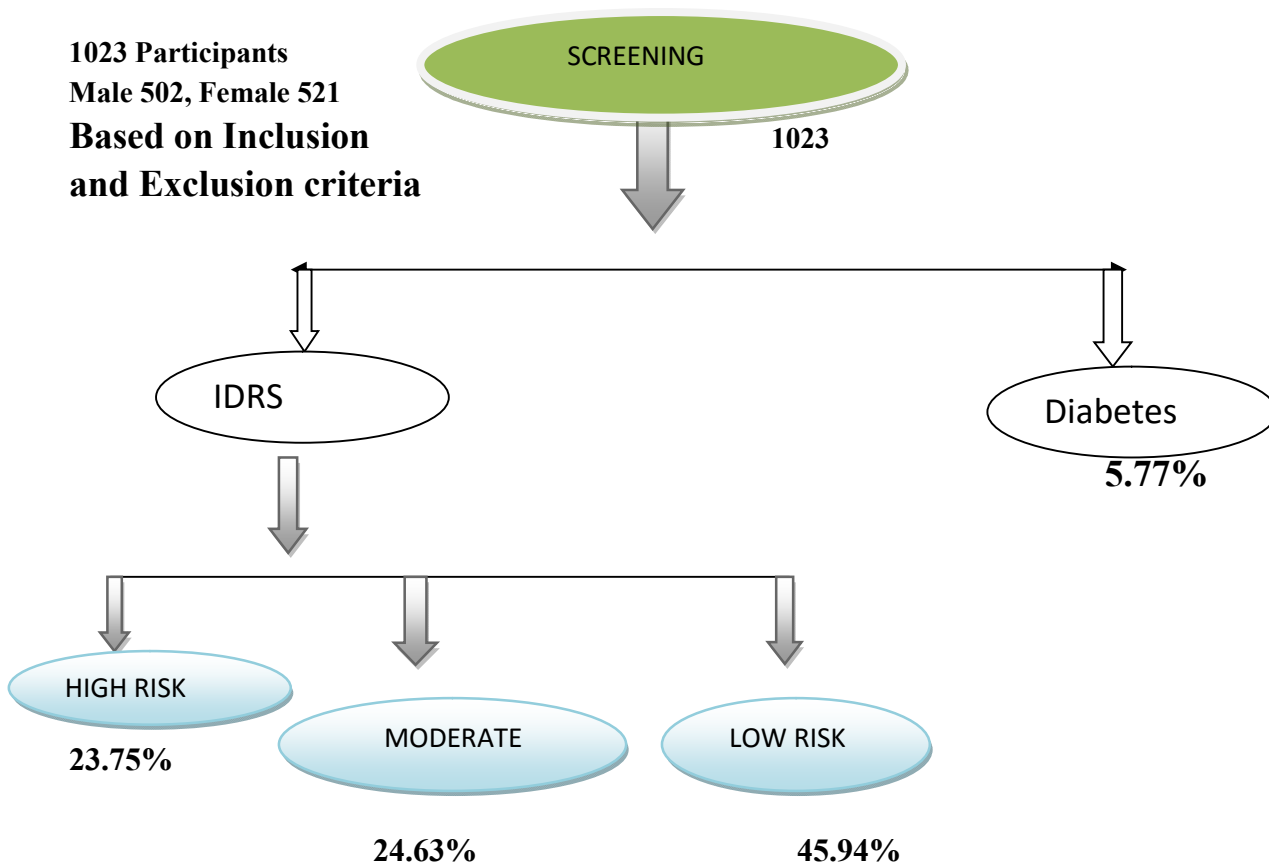 1023 Participants
Male 502, Female 521
Based on Inclusion
and Exclusion criteria
SCREENING
1023
IDRS
Diabetes
5.77%
HIGH RISK
23.75%
MODERATE
24.63%
LOW RISK
45.94%